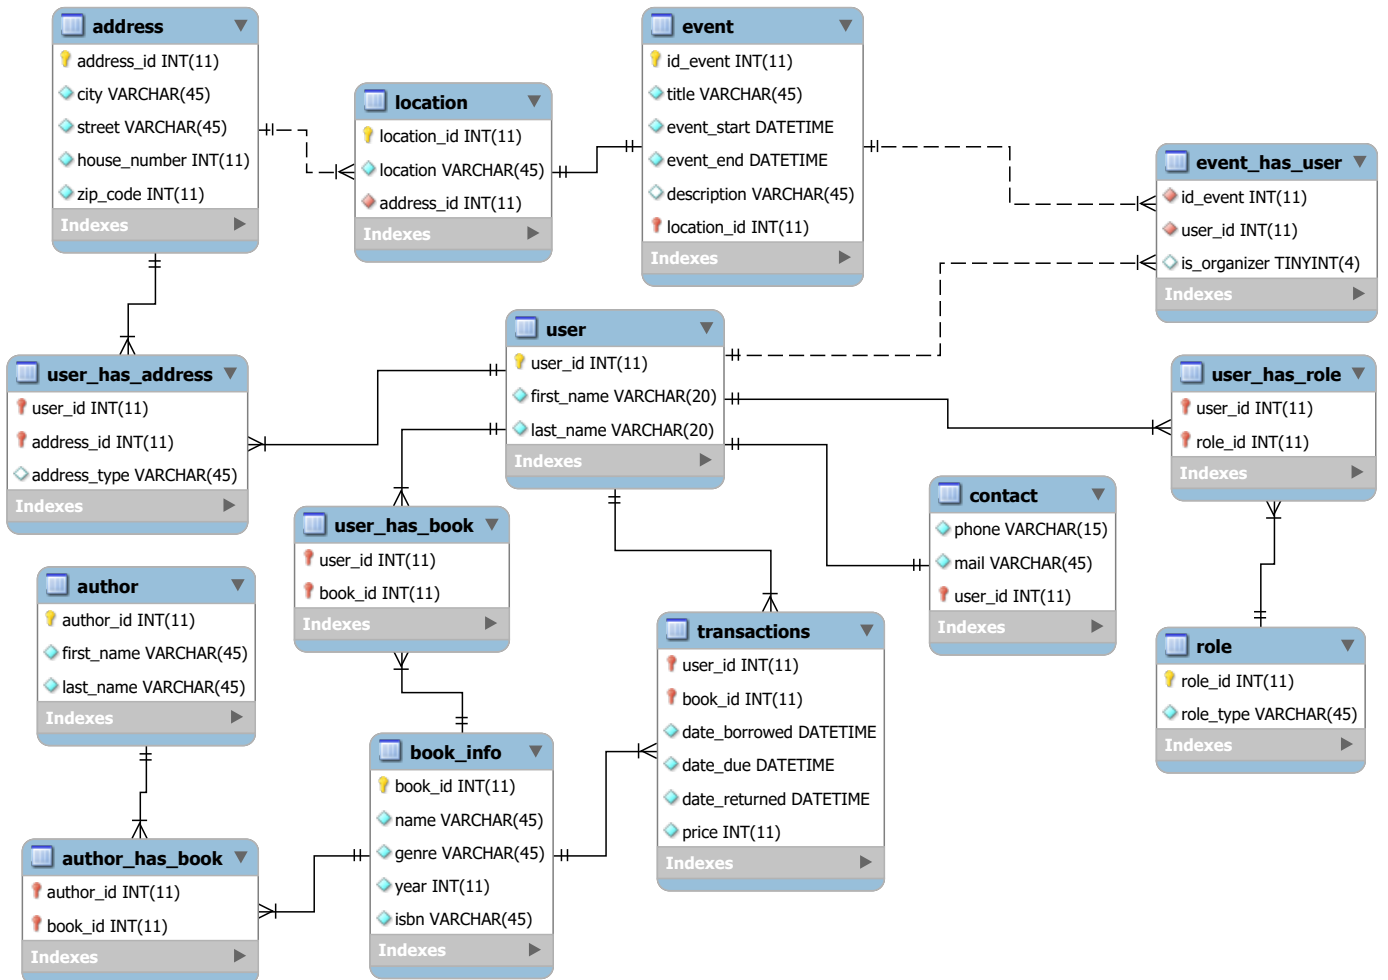 address
address_id INT(11)
city VARCHAR(45)
street VARCHAR(45)
house_number INT(11)
zip_code INT(11)
Indexes
location
location_id INT(11)
location VARCHAR(45)
address_id INT(11)
Indexes
event
id_event INT(11)
title VARCHAR(45)
event_start DATETIME
event_end DATETIME
description VARCHAR(45)
location_id INT(11)
Indexes
event_has_user
id_event INT(11)
user_id INT(11)
is_organizer TINYINT(4)
Indexes
user_has_address
user_id INT(11)
address_id INT(11)
address_type VARCHAR(45)
Indexes
user
user_id INT(11)
first_name VARCHAR(20)
last_name VARCHAR(20)
Indexes
user_has_role
user_id INT(11)
role_id INT(11)
Indexes
user_has_book
user_id INT(11)
book_id INT(11)
Indexes
contact
phone VARCHAR(15)
mail VARCHAR(45)
user_id INT(11)
Indexes
author
author_id INT(11)
first_name VARCHAR(45)
last_name VARCHAR(45)
Indexes
transactions
user_id INT(11)
book_id INT(11)
date_borrowed DATETIME
date_due DATETIME
date_returned DATETIME
price INT(11)
Indexes
role
role_id INT(11)
role_type VARCHAR(45)
Indexes
book_info
book_id INT(11)
name VARCHAR(45)
genre VARCHAR(45)
year INT(11)
isbn VARCHAR(45)
Indexes
author_has_book
author_id INT(11)
book_id INT(11)
Indexes